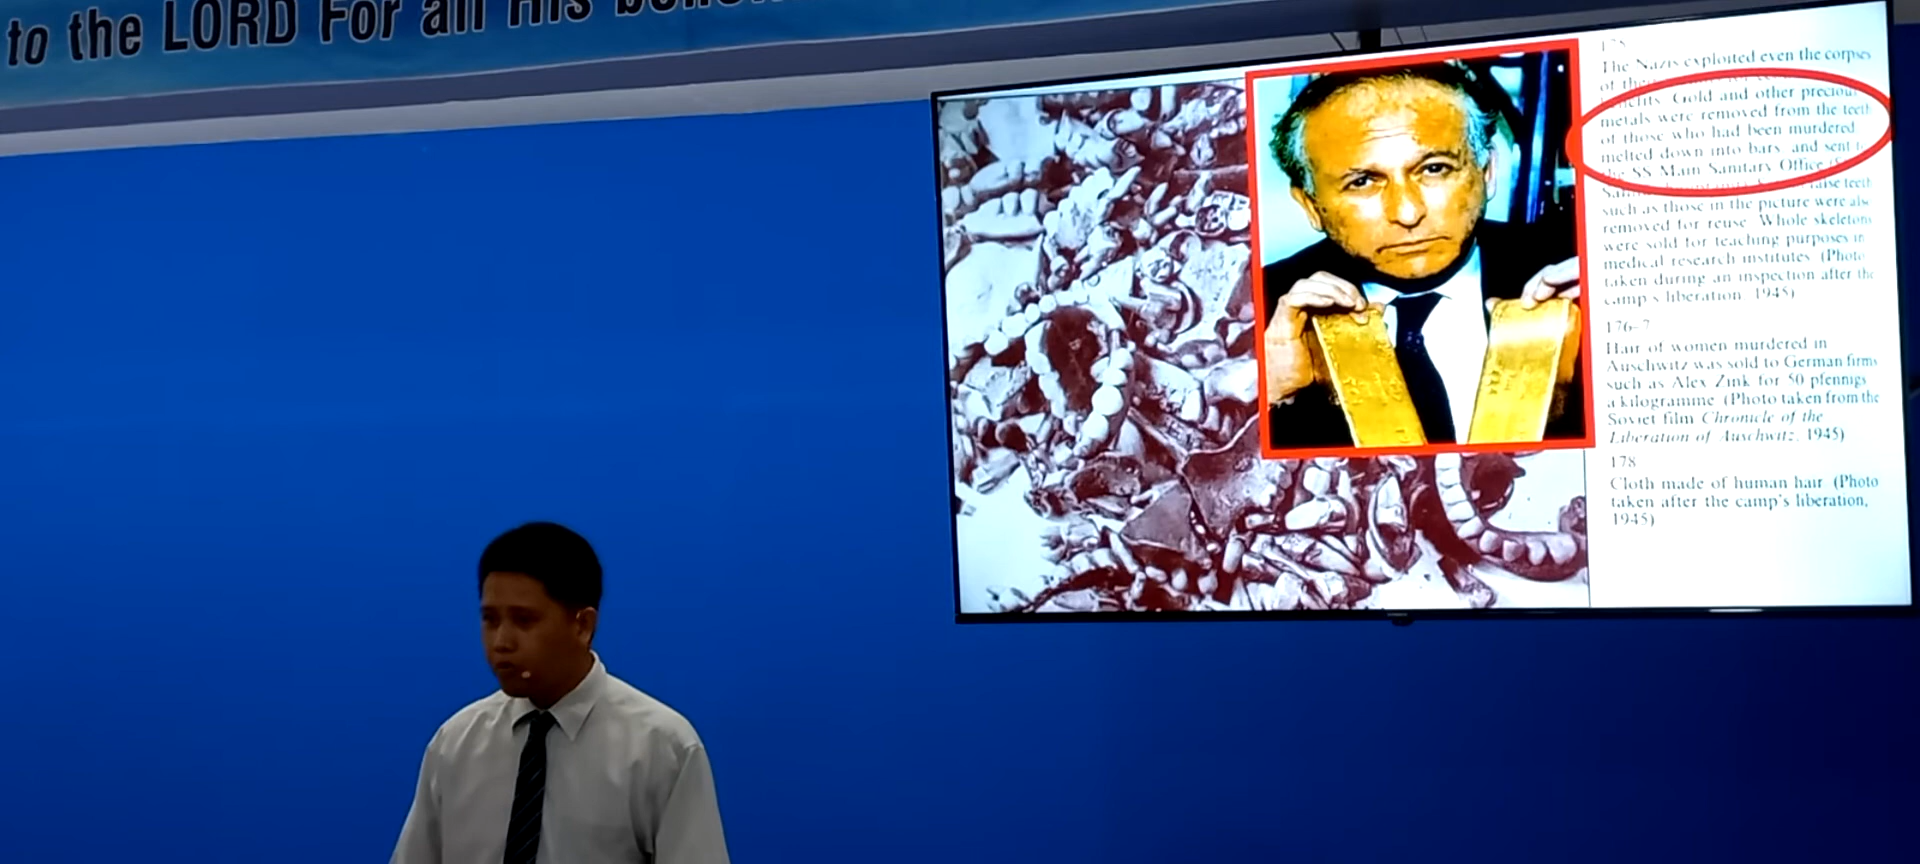 to the LORD For all His
175
The Nazis exploited even the corpses
of their
benefits. Gold and other precious
metals were removed from the teeth
of those who had been murdered
melted down into bars, and sent to
the SS Main Sanitary Office
false teeth
such as those in the picture were also
removed for reuse. Whole skeletons
were sold for teaching purposes in
medical research institutes. (Photo
taken during an inspection after the
camp's liberation, 1945)
176-7
Hair of women murdered in
Auschwitz was sold to German firms
such as Alex Zink for 50 pfennigs
a kilogramme. (Photo taken from the
Soviet film Chronicle of the
Liberation of Auschwitz, 1945)
178
Cloth made of human hair. (Photo
taken after the camp's liberation,
1945)